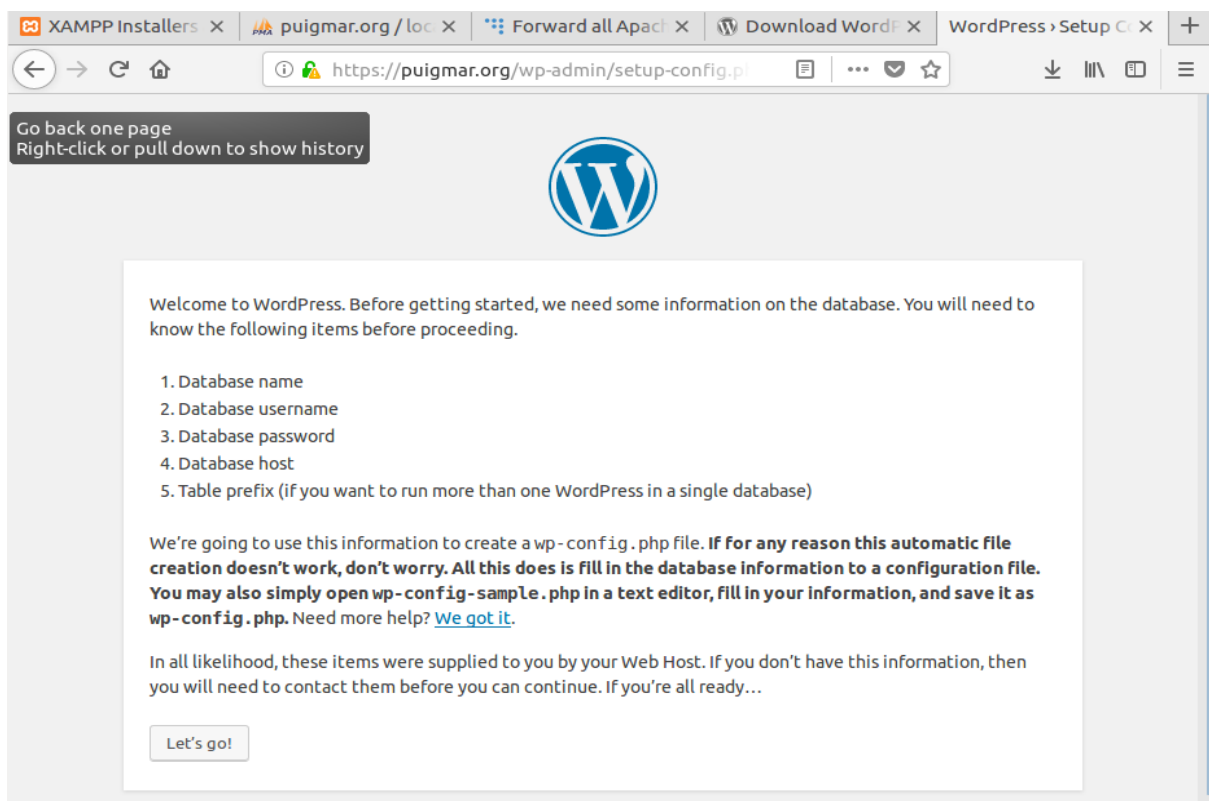 XAMPP Installers
puigmar.org / loc
Forward all Apach
Download WordP
WordPress › Setup Co
https://puigmar.org/wp-admin/setup-config.p
Go back one page
Right-click or pull down to show history
Welcome to WordPress. Before getting started, we need some information on the database. You will need to
know the following items before proceeding.
1. Database name
2. Database username
3. Database password
4. Database host
5. Table prefix (if you want to run more than one WordPress in a single database)
We’re going to use this information to create a wp-config.php file. If for any reason this automatic file
creation doesn’t work, don’t worry. All this does is fill in the database information to a configuration file.
You may also simply open wp-config-sample.php in a text editor, fill in your information, and save it as
wp-config.php. Need more help? We got it.
In all likelihood, these items were supplied to you by your Web Host. If you don’t have this information, then
you will need to contact them before you can continue. If you’re all ready…
Let’s go!